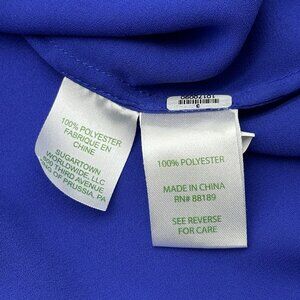 100% POLYESTER
FABRIQUE EN
CHINE
SUGARTOWN
WORLDWIDE, LLC
800 THIRD AVENUE
KING OF PRUSSIA, PA
100% POLYESTER
MADE IN CHINA
RN# 88189
SEE REVERSE
FOR CARE